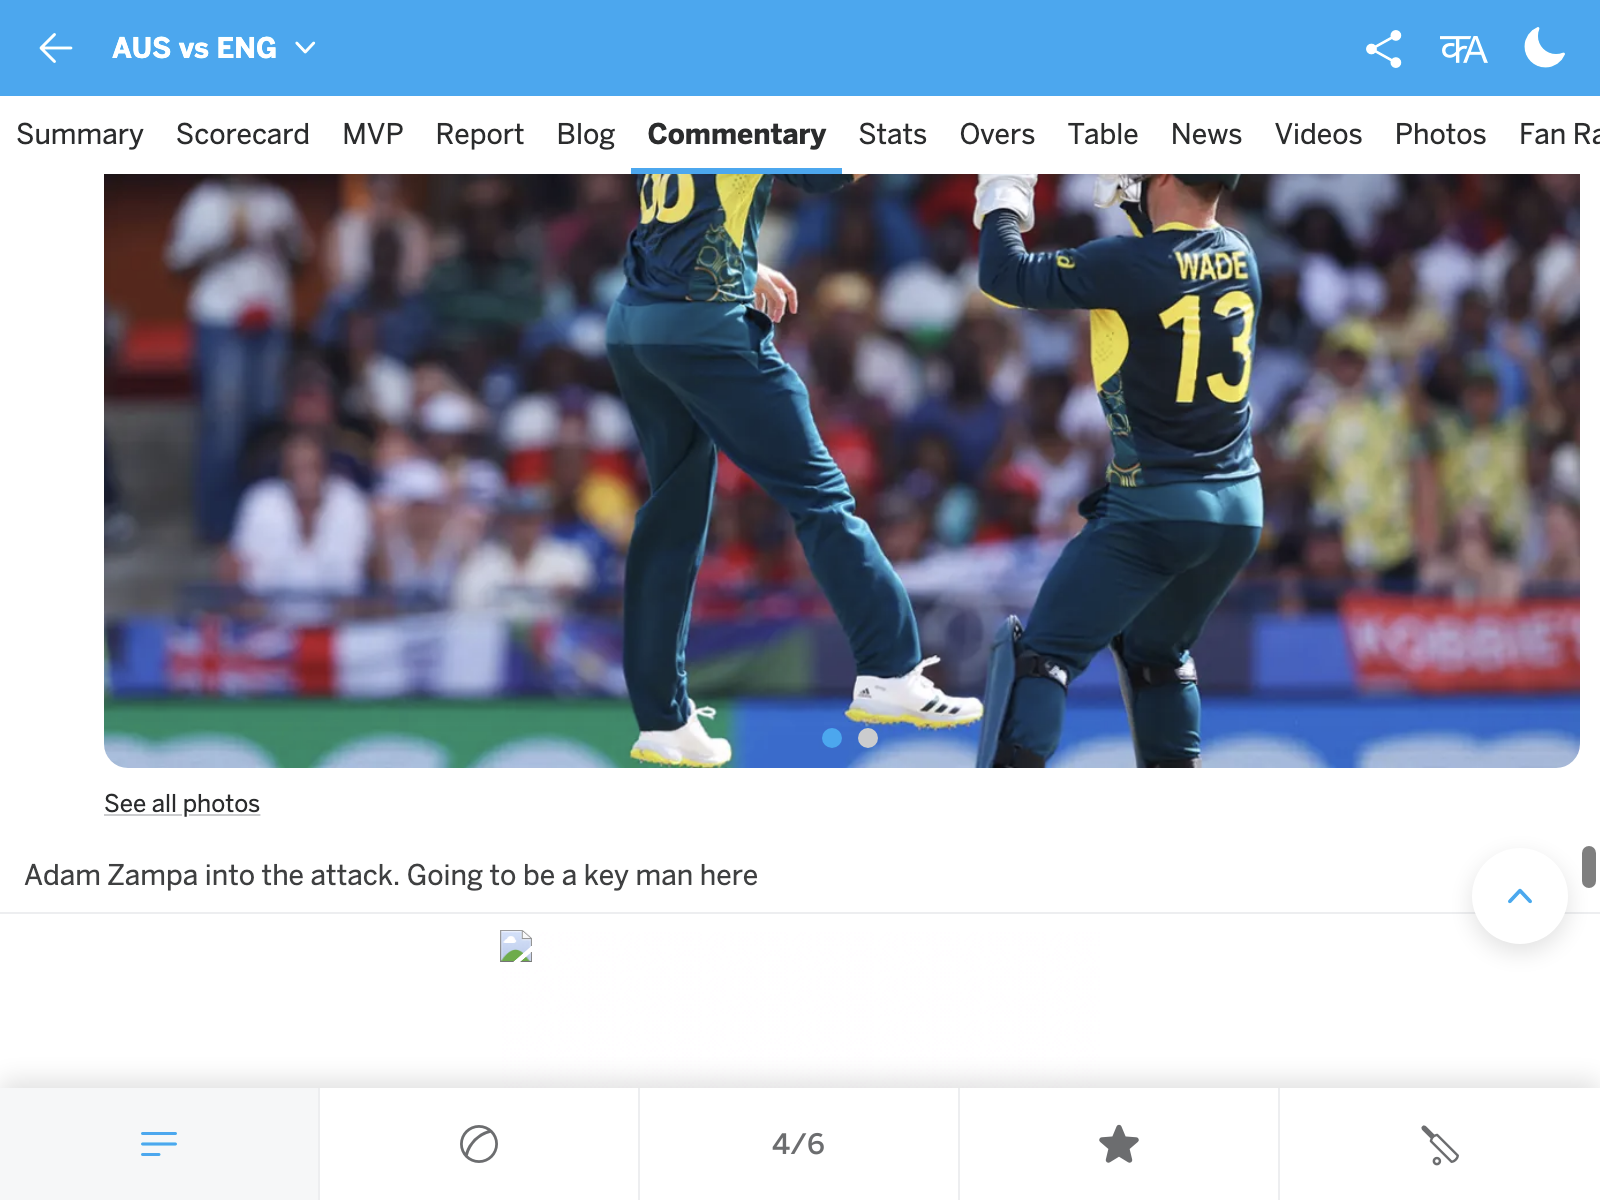 AUS vs ENG
Summary Scorecard MVP Report Blog Commentary Stats Overs Table News Videos Photos Fan Ra
WADE
13
See all photos
Adam Zampa into the attack. Going to be a key man here
4/6